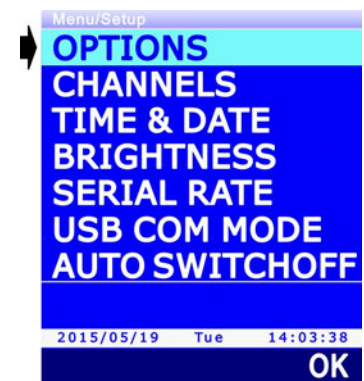 Menu/Setup
OPTIONS
CHANNELS
TIME & DATE
BRIGHTNESS
SERIAL RATE
USB COM MODE
AUTO SWITCHOFF
2015/05/19 Tue 14:03:38
OK